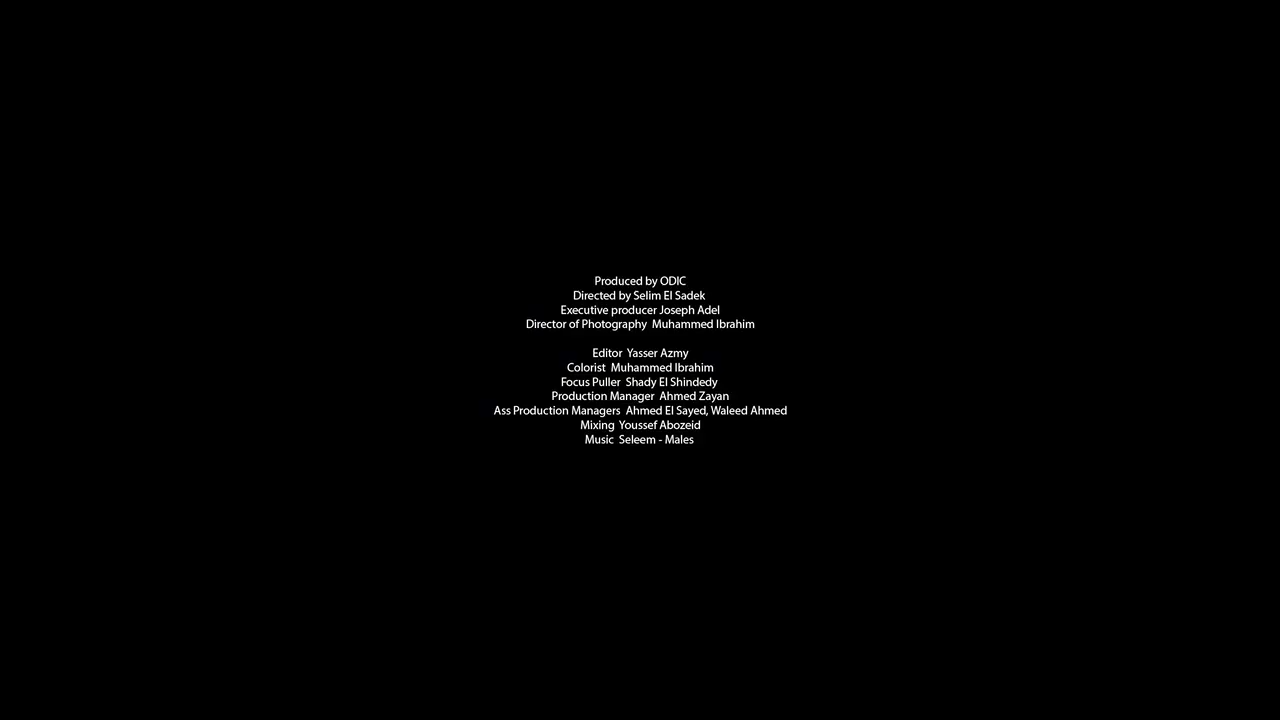 Produced by ODIC
Directed by Selim El Sadek
Executive producer Joseph Adel
Director of Photography  Muhammed Ibrahim
Editor  Yasser Azmy
Colorist  Muhammed Ibrahim
Focus Puller  Shady El Shindedy
Production Manager  Ahmed Zayan
Ass Production Managers  Ahmed El Sayed, Waleed Ahmed
Mixing  Youssef Abozeid
Music  Seleem - Males